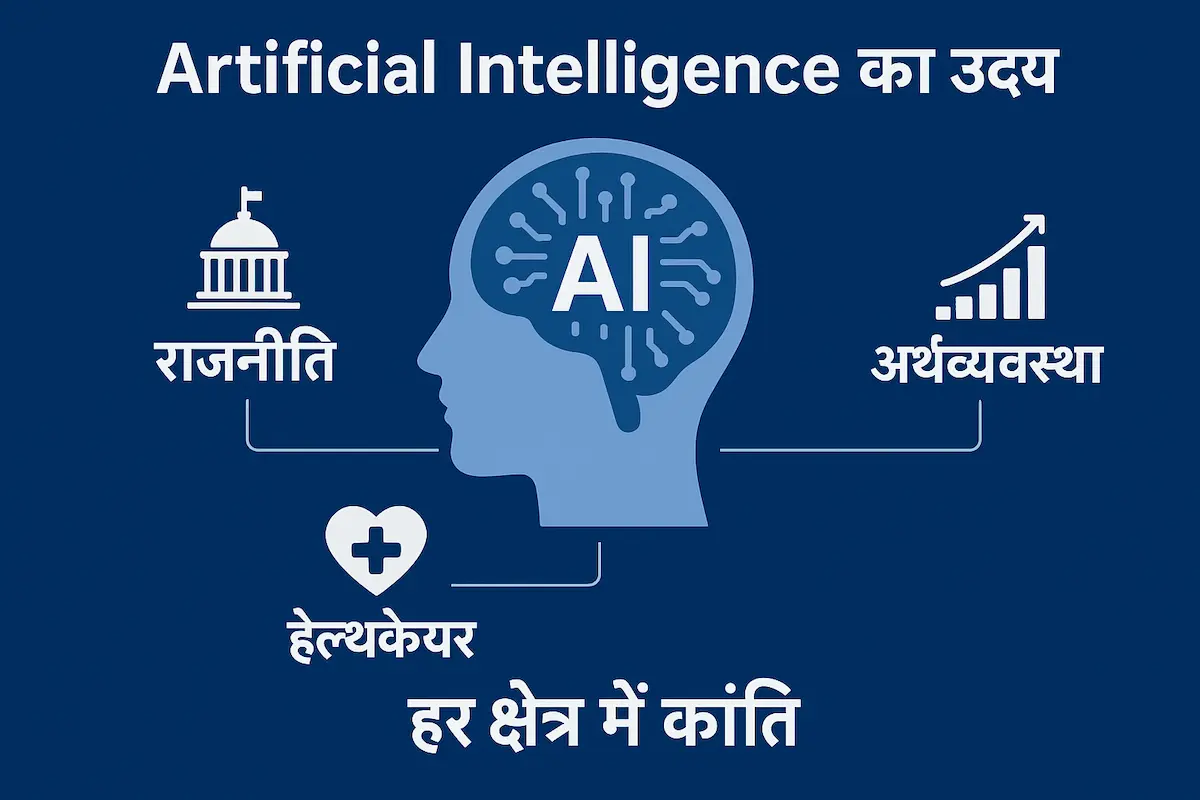 Artificial Intelligence का उदय
AI
राजनीति
अर्थव्यवस्था
हेल्थकेयर
हर क्षेत्र में कांति